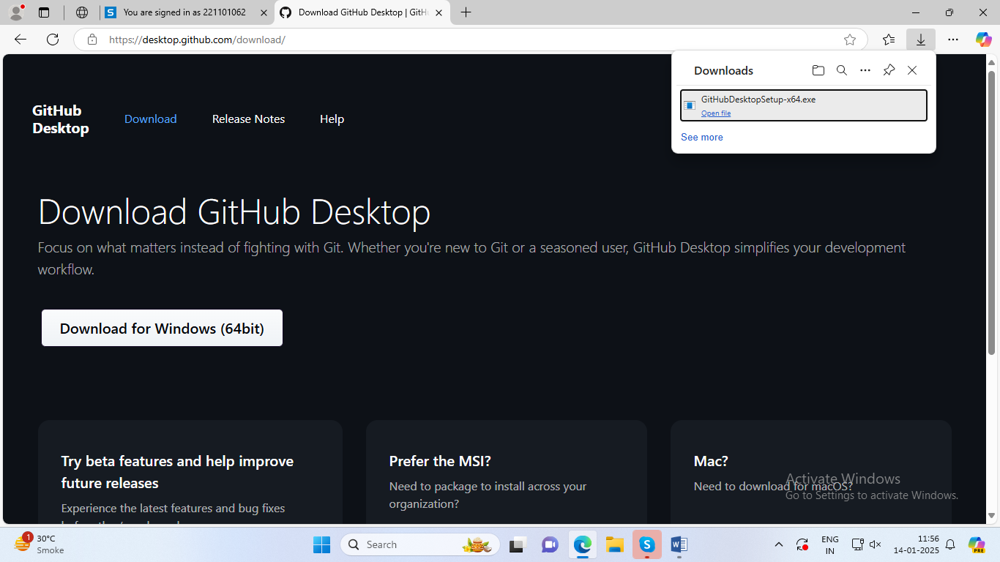 You are signed in as 221101062
Download GitHub Desktop | GitH
https://desktop.github.com/download/
Downloads
GitHubDesktopSetup-x64.exe
Open file
See more
GitHub
Desktop
Download
Release Notes
Help
Download GitHub Desktop
Focus on what matters instead of fighting with Git. Whether you're new to Git or a seasoned user, GitHub Desktop simplifies your development
workflow.
Download for Windows (64bit)
Try beta features and help improve
future releases
Experience the latest features and bug fixes
Prefer the MSI?
Need to package to install across your
organization?
Mac?
Need to download for macOS?
Activate Windows
Go to Settings to activate Windows.
1
30°C
Smoke
Search
ENG
IN
11:56
14-01-2025
PRE